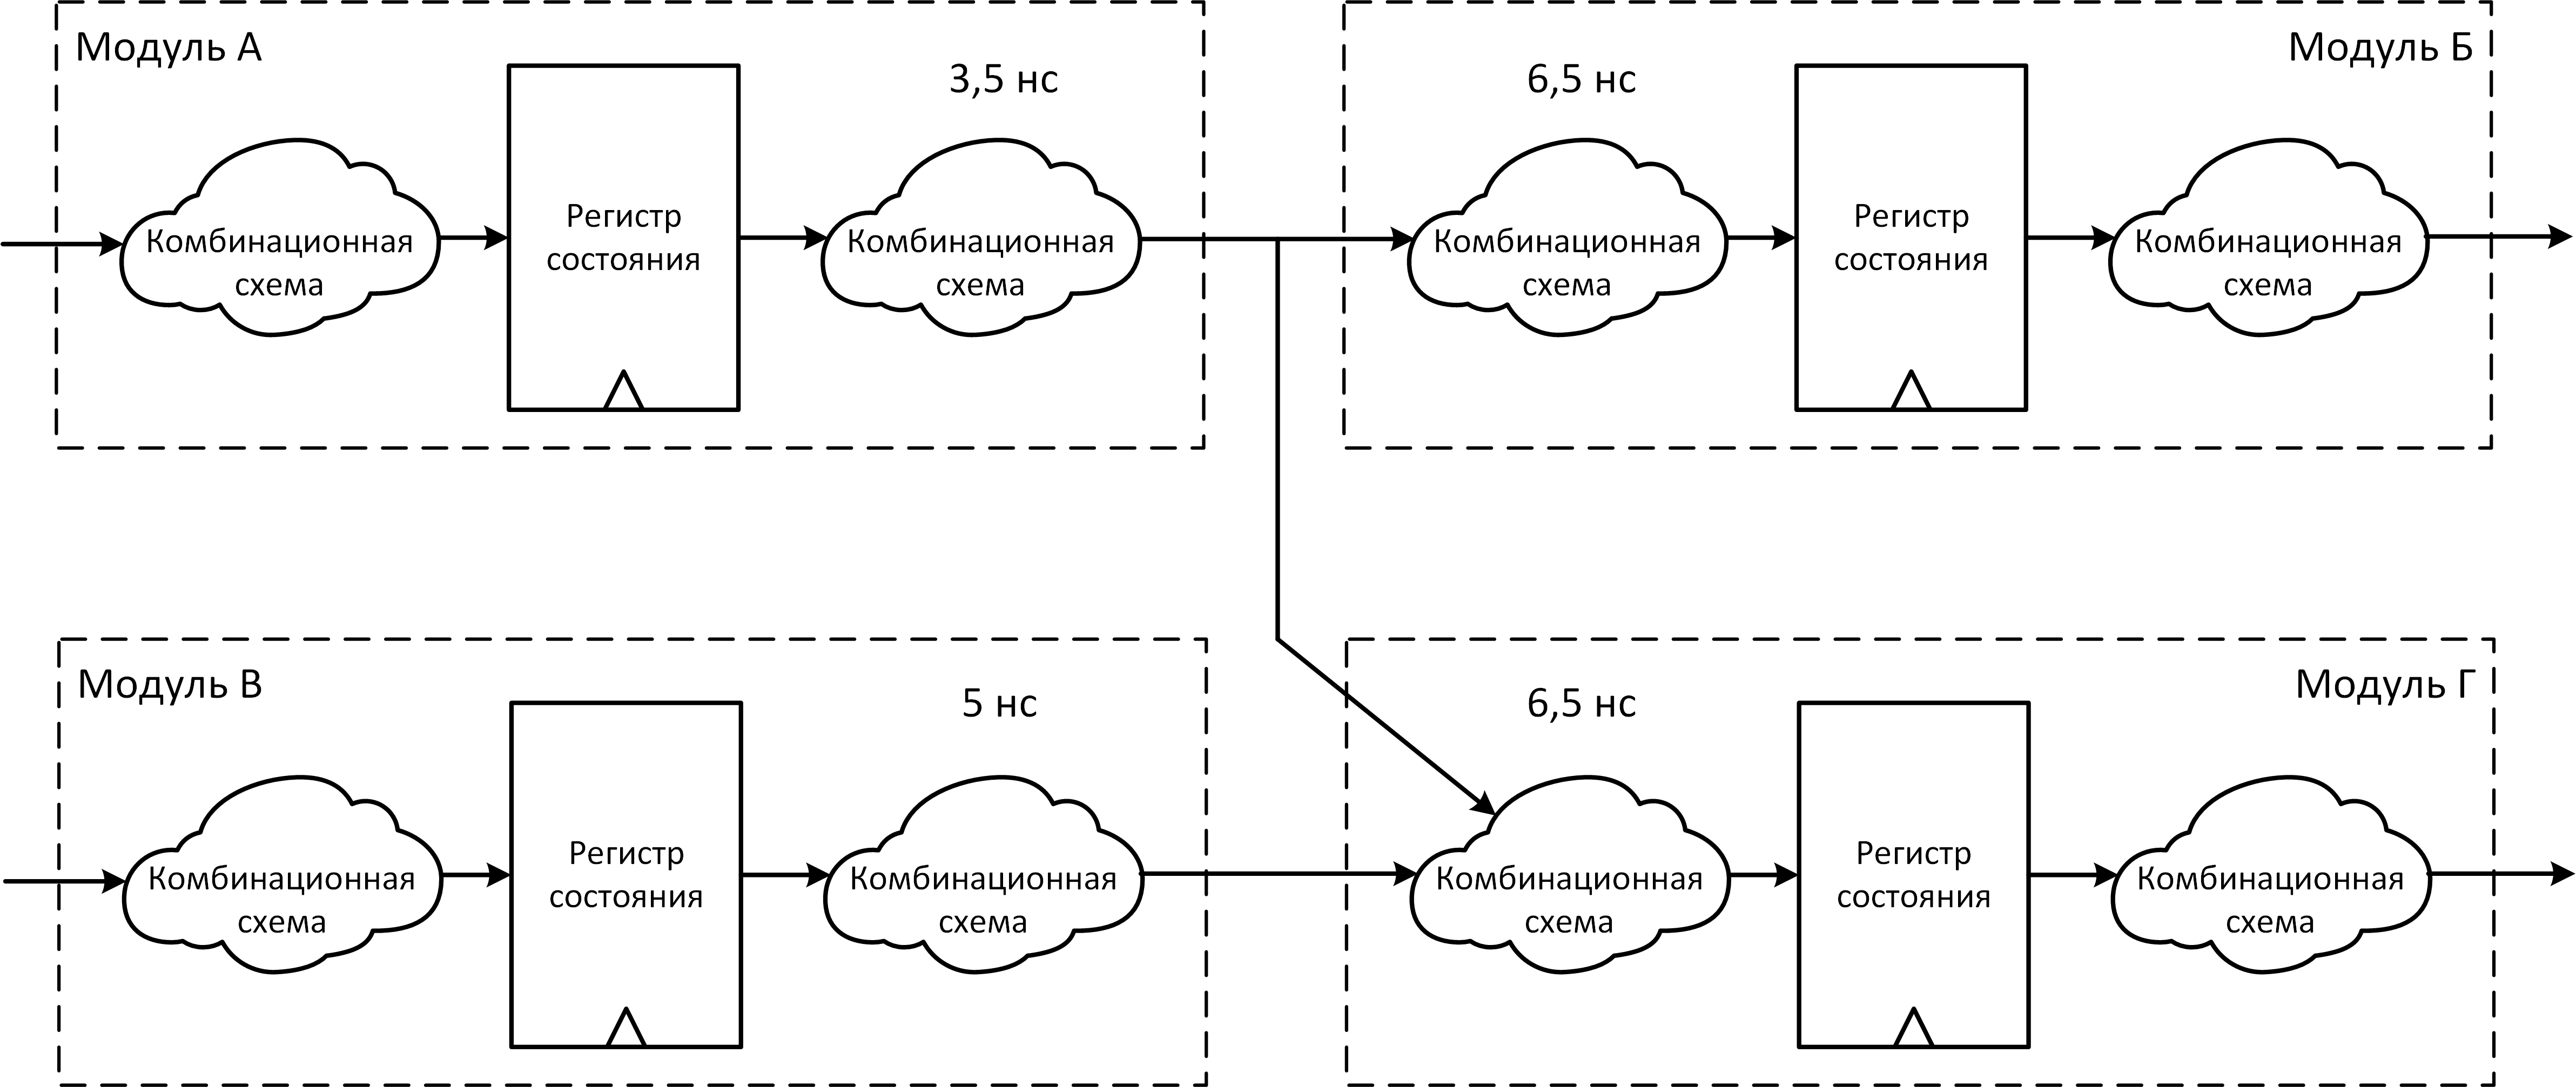 Модуль А
3,5 нс
Комбинационная
схема
Регистр
состояния
Комбинационная
схема
Модуль Б
6,5 нс
Комбинационная
схема
Регистр
состояния
Комбинационная
схема
Модуль В
5 нс
Комбинационная
схема
Регистр
состояния
Комбинационная
схема
Модуль Г
6,5 нс
Комбинационная
схема
Регистр
состояния
Комбинационная
схема